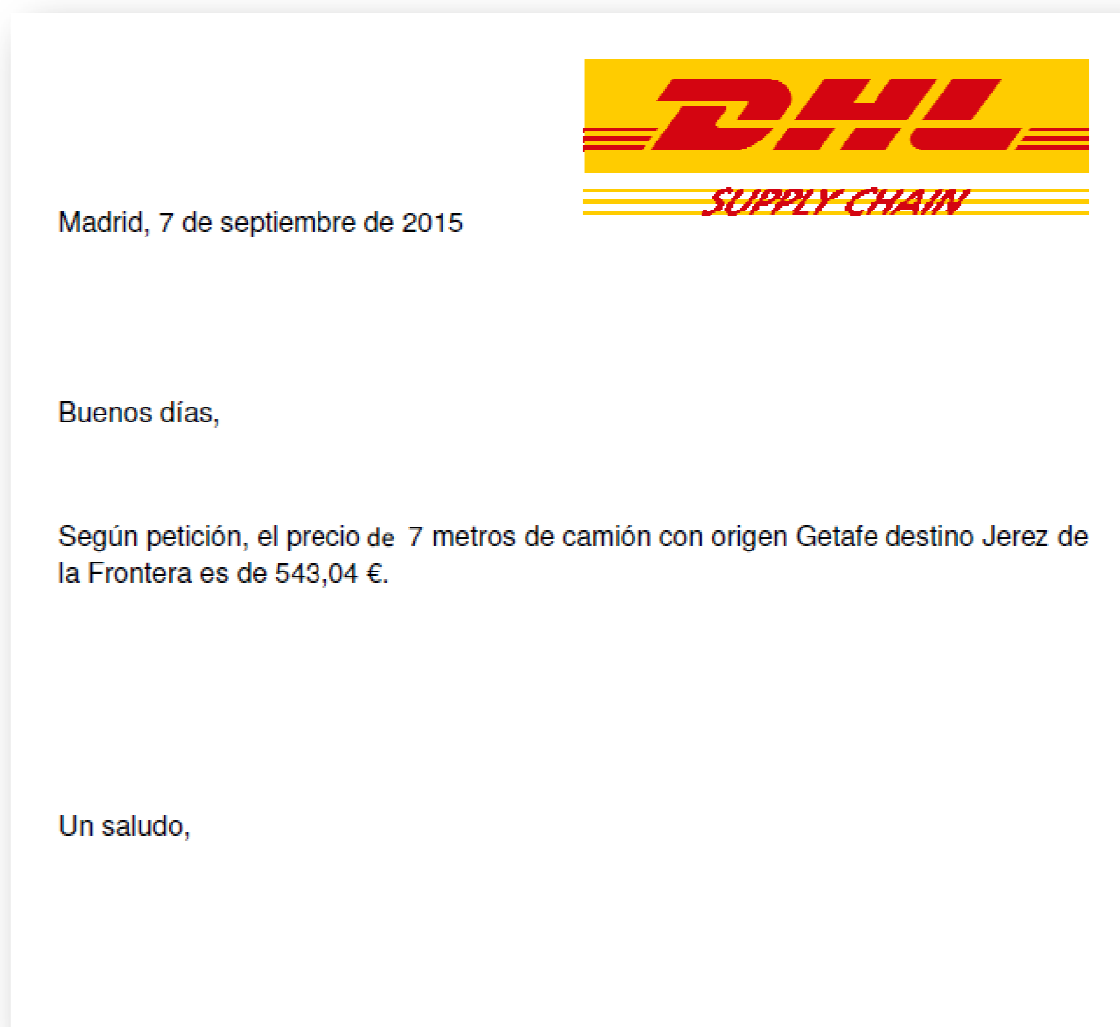 DHL
SUPPLY CHAIN
Madrid, 7 de septiembre de 2015
Buenos días,
Según petición, el precio de 7 metros de camión con origen Getafe destino Jerez de
la Frontera es de 543,04 €.
Un saludo,